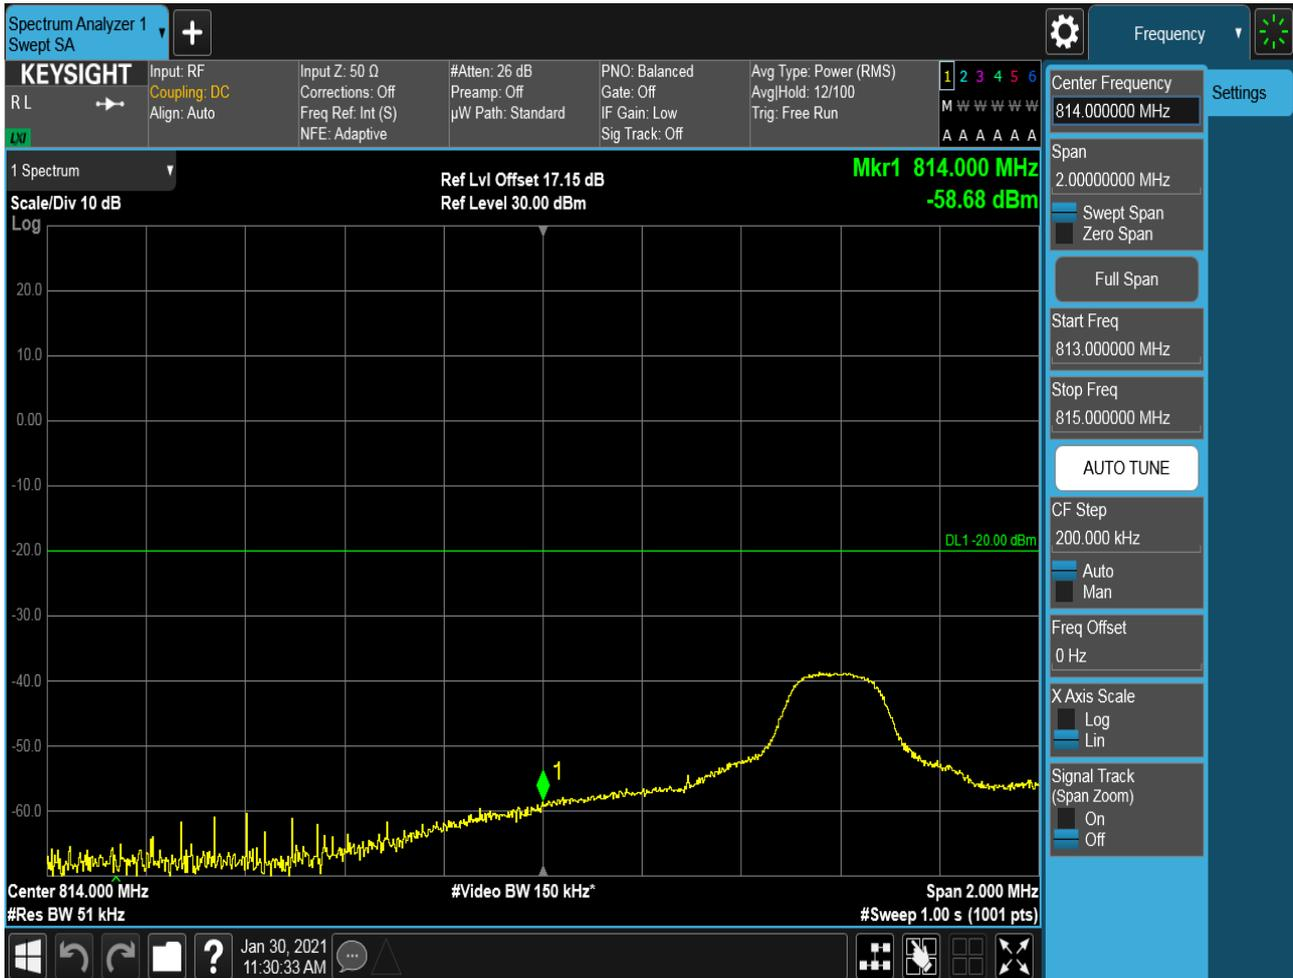 Spectrum Analyzer 1
Swept SA
+
Frequency
KEYSIGHT
R L
LXI
Input: RF
Coupling: DC
Align: Auto
Input Z: 50 Ω
Corrections: Off
Freq Ref: Int (S)
NFE: Adaptive
#Atten: 26 dB
Preamp: Off
µW Path: Standard
PNO: Balanced
Gate: Off
IF Gain: Low
Sig Track: Off
Avg Type: Power (RMS)
Avg|Hold: 12/100
Trig: Free Run
1 2 3 4 5 6
M W W W W W
A A A A A A
1 Spectrum
Scale/Div 10 dB
Log
Ref Lvl Offset 17.15 dB
Ref Level 30.00 dBm
Mkr1 814.000 MHz
-58.68 dBm
20.0
10.0
0.00
-10.0
-20.0
-30.0
-40.0
-50.0
-60.0
DL1 -20.00 dBm
1
Center 814.000 MHz
#Res BW 51 kHz
#Video BW 150 kHz*
Span 2.000 MHz
#Sweep 1.00 s (1001 pts)
Center Frequency
814.000000 MHz
Settings
Span
2.00000000 MHz
Swept Span
Zero Span
Full Span
Start Freq
813.000000 MHz
Stop Freq
815.000000 MHz
AUTO TUNE
CF Step
200.000 kHz
Auto
Man
Freq Offset
0 Hz
X Axis Scale
Log
Lin
Signal Track
(Span Zoom)
On
Off
?
Jan 30, 2021
11:30:33 AM